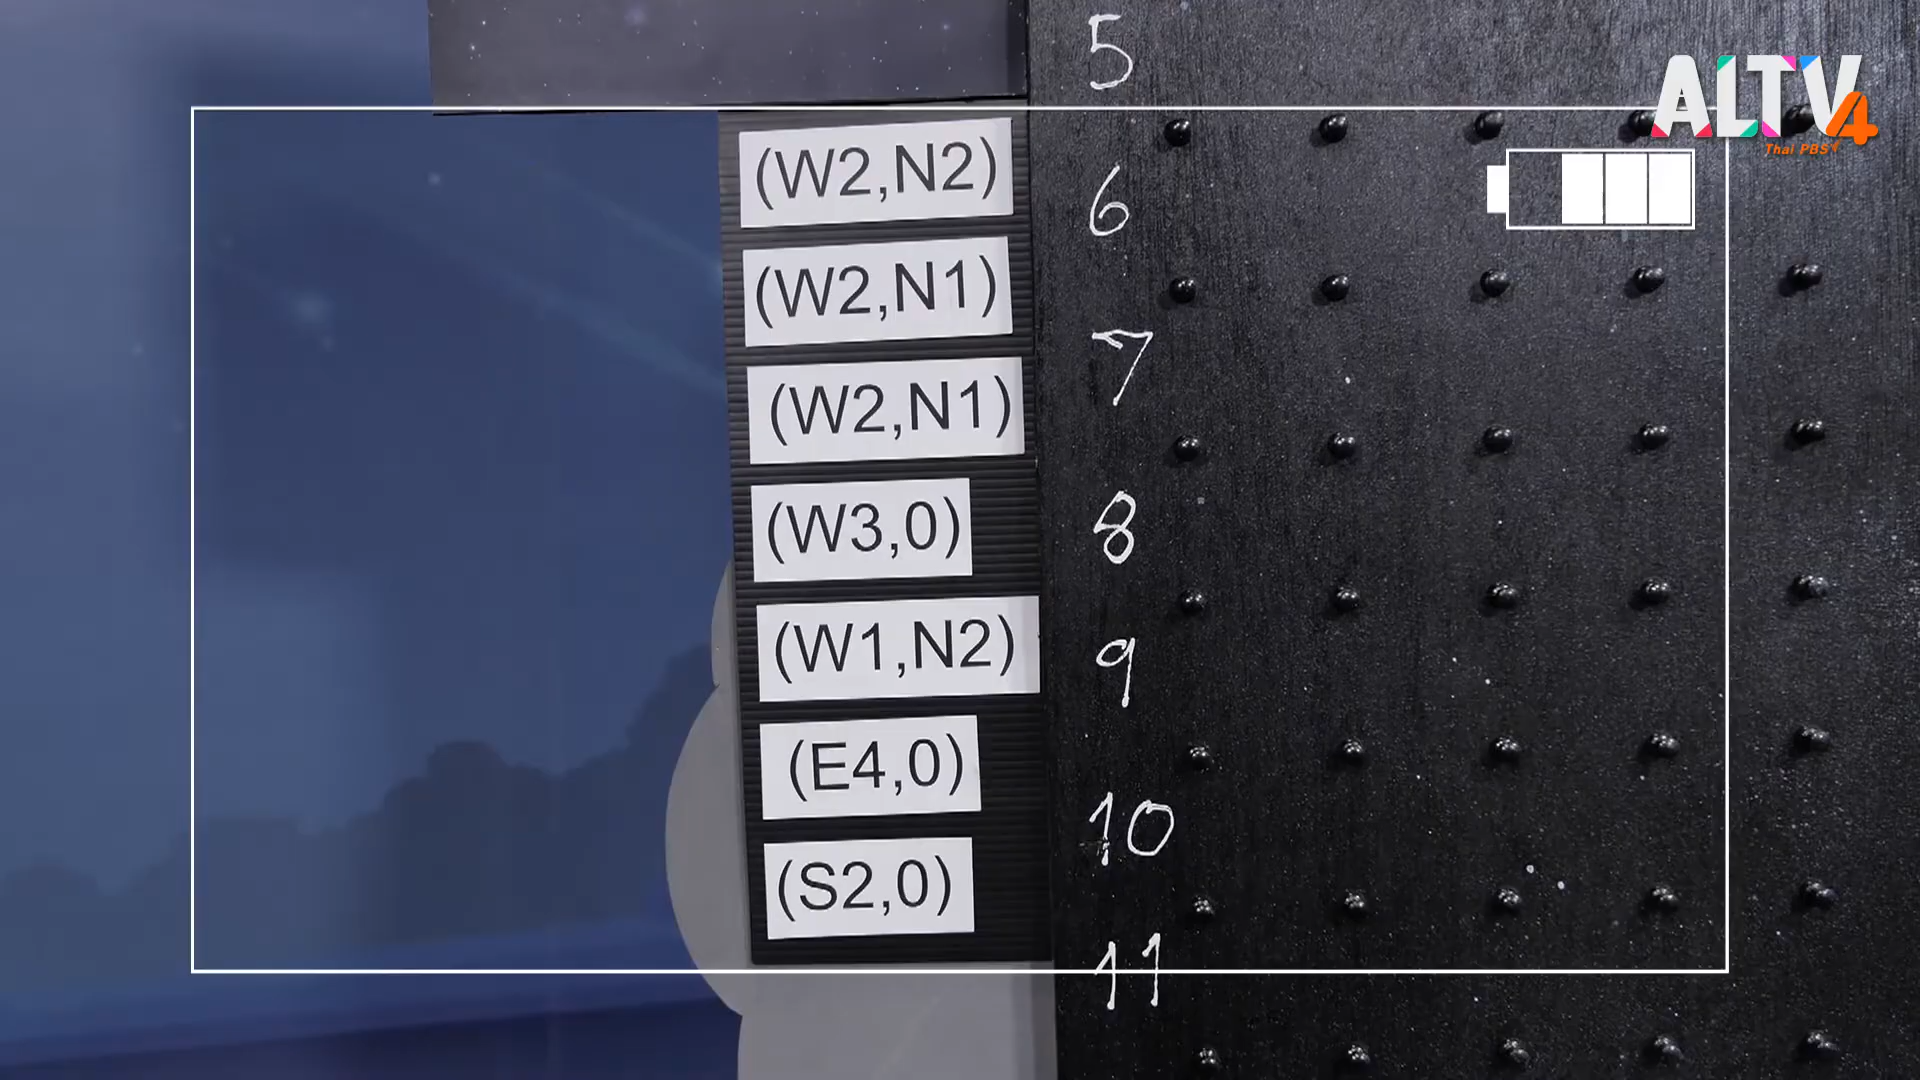 5
ALTV4
Thai PBS
(W2,N2)
6
(W2,N1)
7
(W2,N1)
(W3,0)
8
(W1,N2)
9
(E4,0)
10
(S2,0)
11